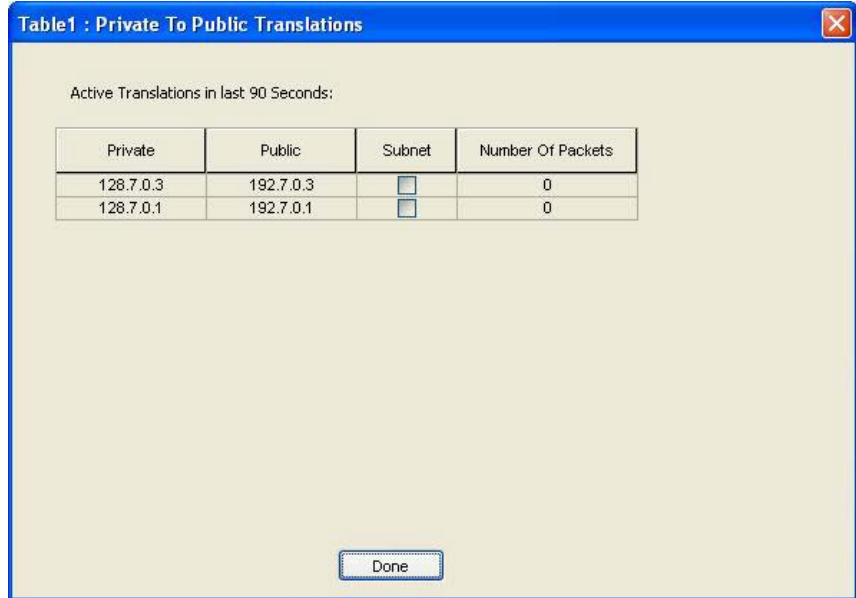 Table1 : Private To Public Translations
Active Translations in last 90 Seconds:
Private Public Subnet Number Of Packets
128.7.0.3 192.7.0.3 0
128.7.0.1 192.7.0.1 0
Done